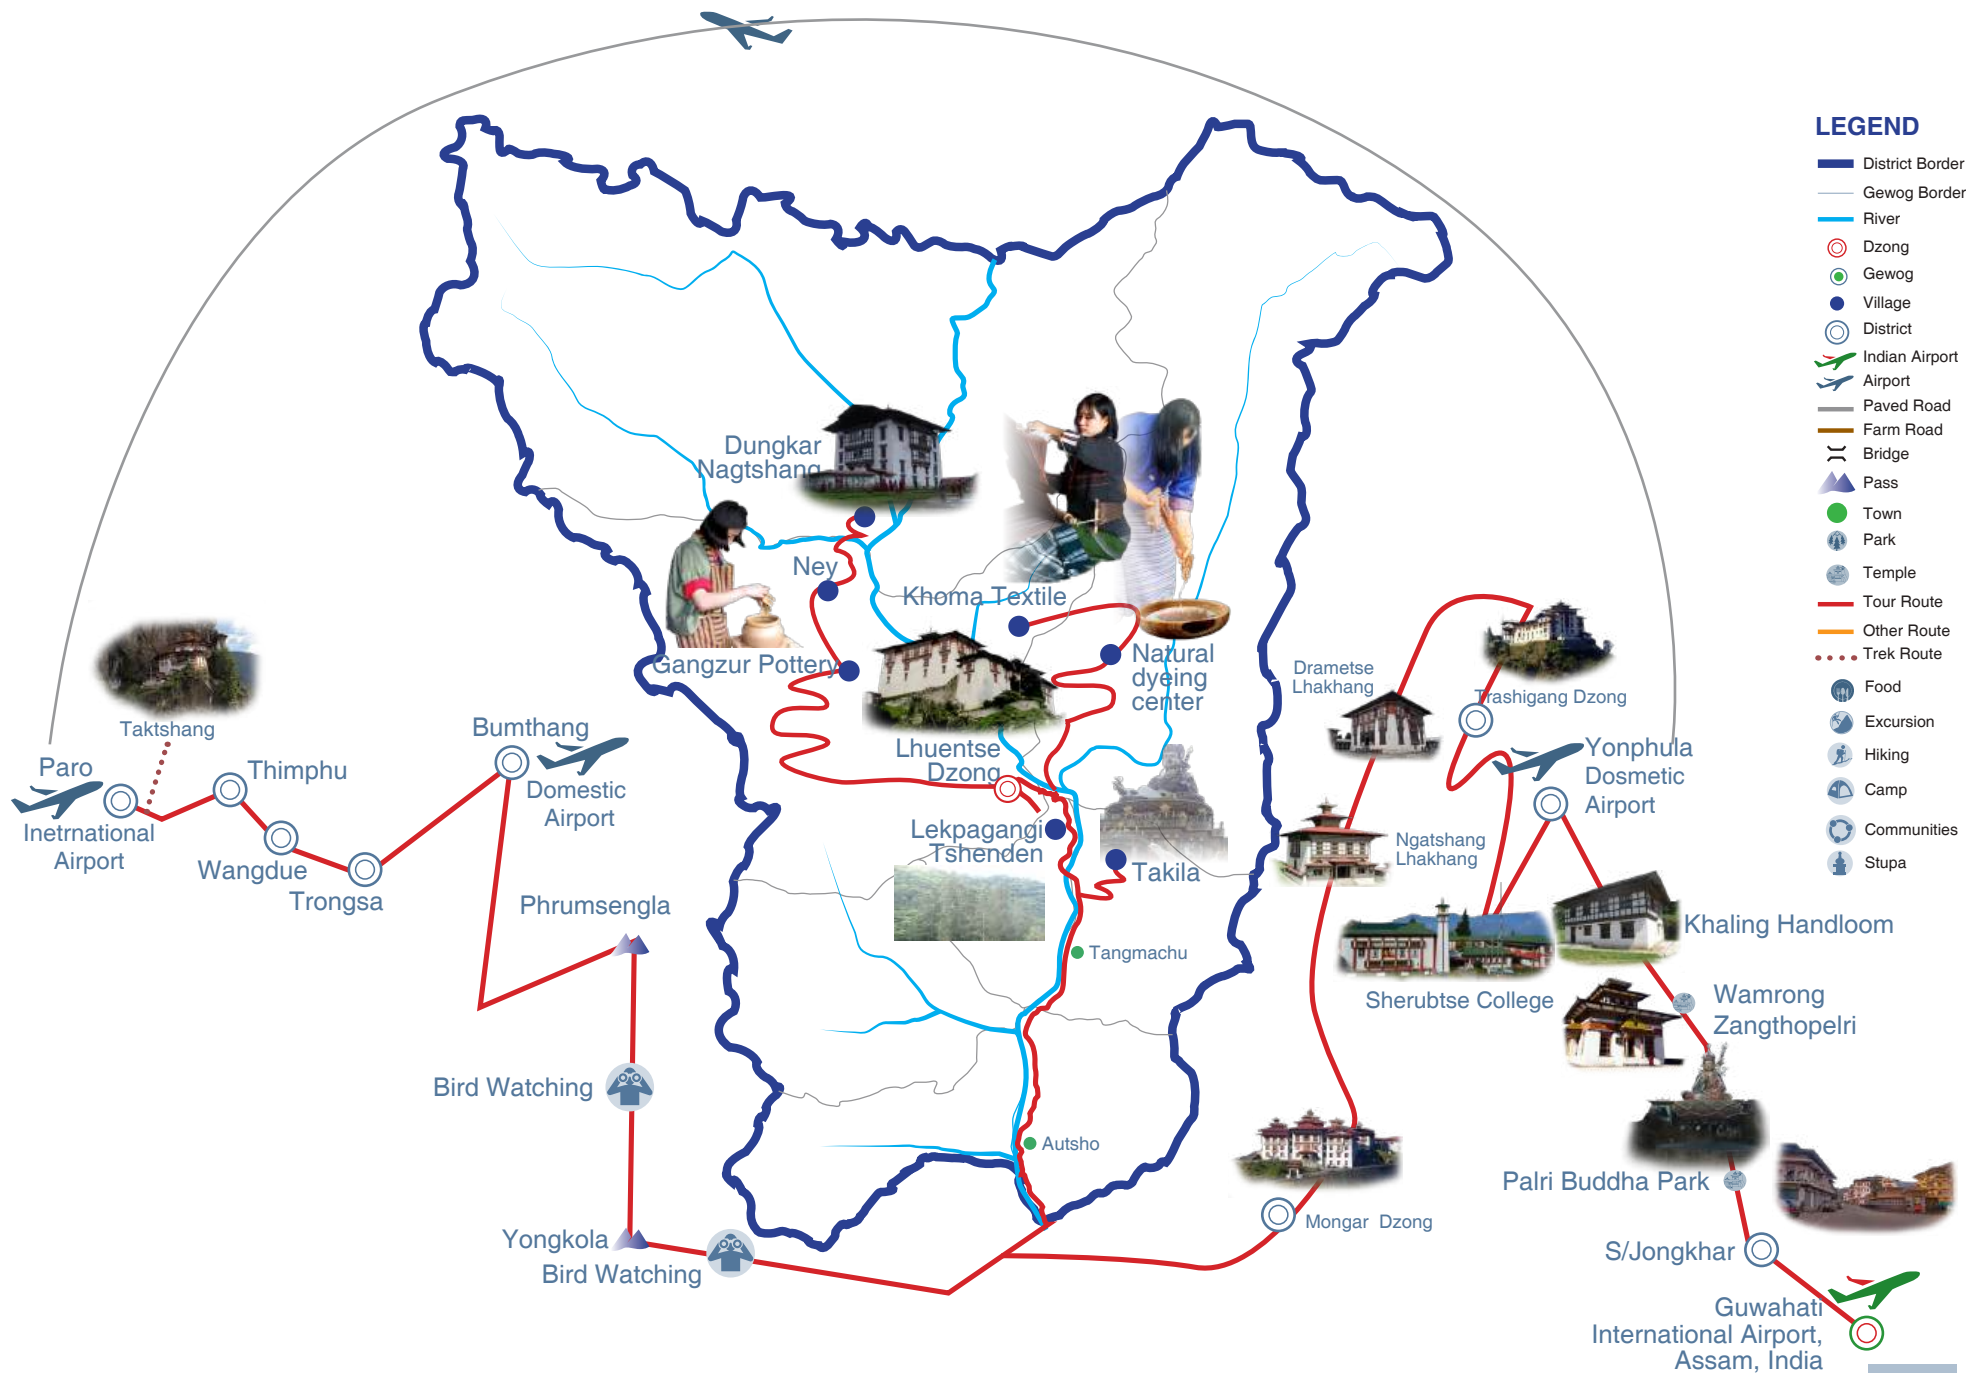 LEGEND
District Border
Gewog Border
River
Dzong
Gewog
Village
District
Indian Airport
Airport
Paved Road
Farm Road
Bridge
Pass
Town
Park
Temple
Tour Route
Other Route
Trek Route
Food
Excursion
Hiking
Camp
Communities
Stupa
Dungkar
Nagtshang
Ney
Khoma Textile
Gangzur Pottery
Natural
dyeing
center
Lhuentse
Dzong
Lekpagangi
Tshenden
Takila
Tangmachu
Autsho
Taktshang
Paro
Inetrnational
Airport
Thimphu
Wangdue
Trongsa
Bumthang
Domestic
Airport
Phrumsengla
Bird Watching
Yongkola
Bird Watching
Drametse
Lhakhang
Trashigang Dzong
Yonphula
Dosmetic
Airport
Ngatshang
Lhakhang
Sherubtse College
Khaling Handloom
Wamrong
Zangthopelri
Palri Buddha Park
Mongar Dzong
S/Jongkhar
Guwahati
International Airport,
Assam, India